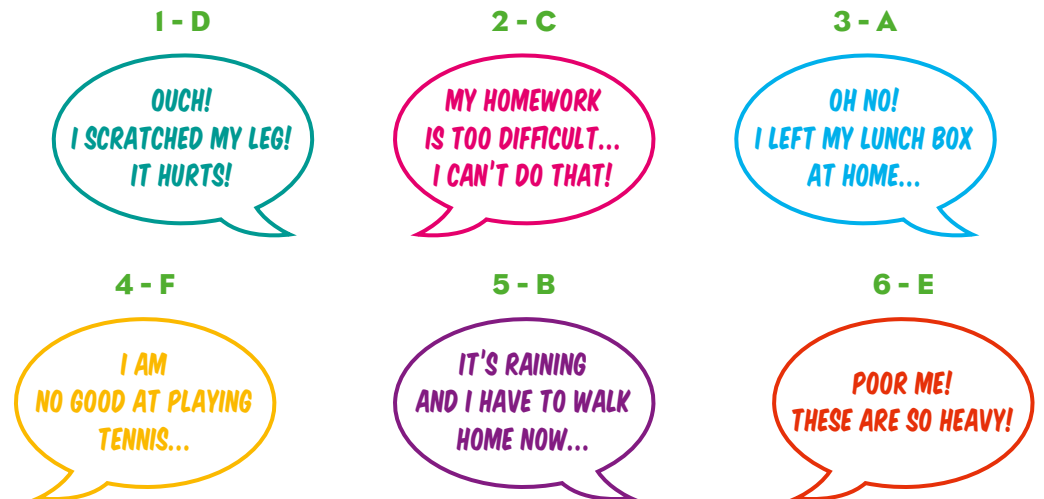 1 - D
OUCH!
I SCRATCHED MY LEG!
IT HURTS!
2 - C
MY HOMEWORK
IS TOO DIFFICULT...
I CAN'T DO THAT!
3 - A
OH NO!
I LEFT MY LUNCH BOX
AT HOME...
4 - F
I AM
NO GOOD AT PLAYING
TENNIS...
5 - B
IT'S RAINING
AND I HAVE TO WALK
HOME NOW...
6 - E
POOR ME!
THESE ARE SO HEAVY!